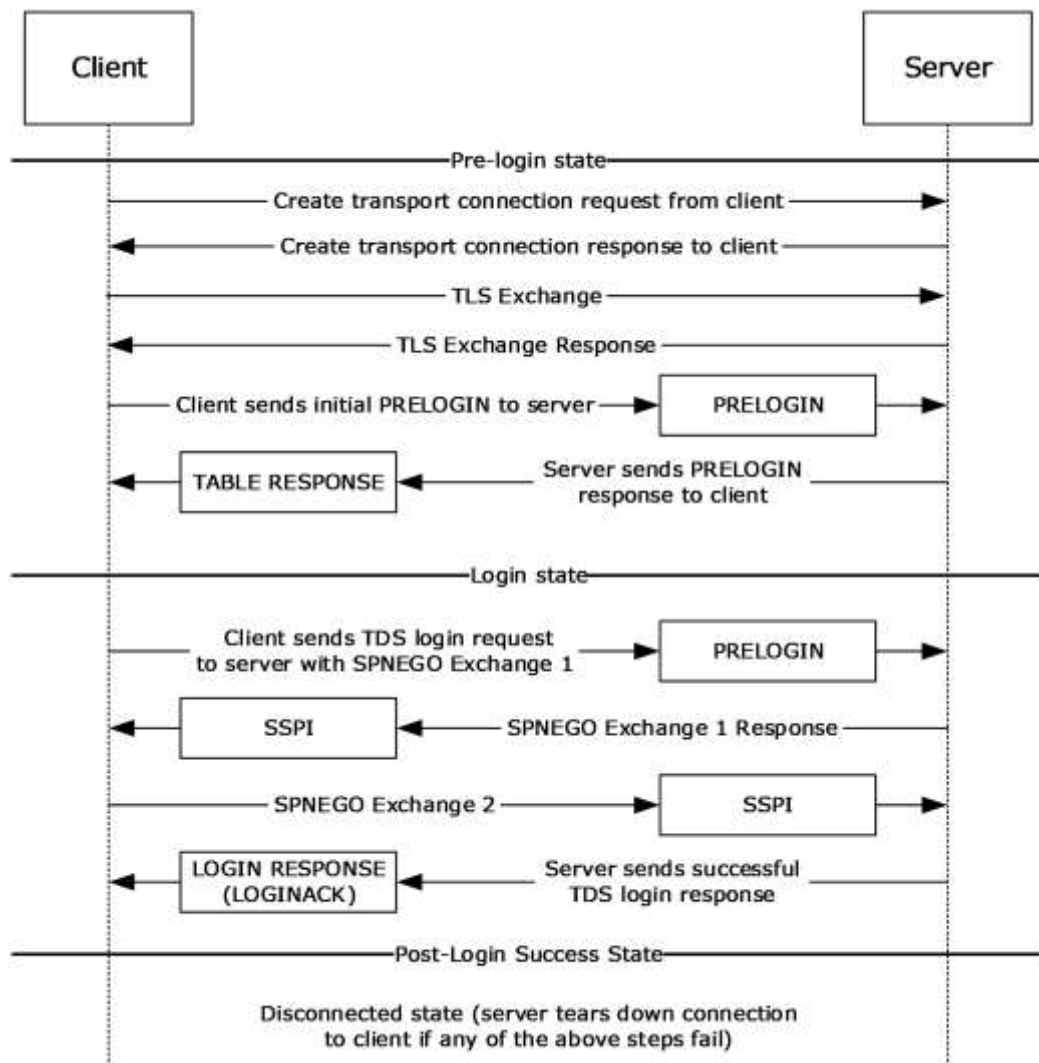 Client
Server
Pre-login state
Create transport connection request from client
Create transport connection response to client
TLS Exchange
TLS Exchange Response
Client sends initial PRELOGIN to server
PRELOGIN
TABLE RESPONSE
Server sends PRELOGIN
response to client
Login state
Client sends TDS login request
to server with SPNEGO Exchange 1
PRELOGIN
SSPI
SPNEGO Exchange 1 Response
SPNEGO Exchange 2
SSPI
LOGIN RESPONSE
(LOGINACK)
Server sends successful
TDS login response
Post-Login Success State
Disconnected state (server tears down connection
to client if any of the above steps fail)